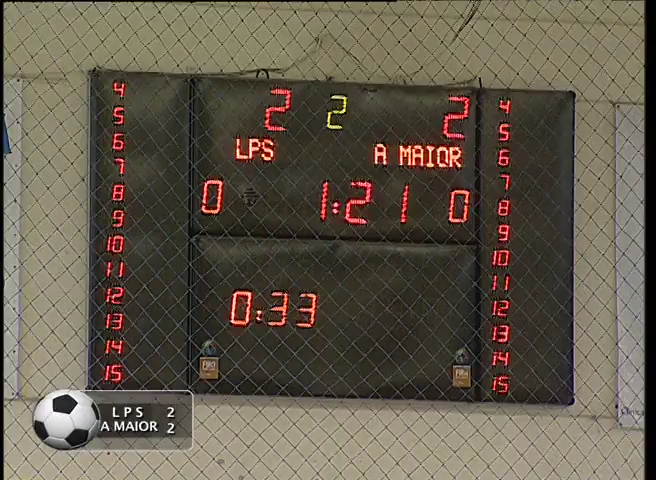 2 2 2
LPS A MAIOR
0 1:21 1 0
0:33
4 4
5 5
6 6
7 7
8 8
9 9
10 10
11 11
12 12
13 13
14 14
15 15
L P S 2
A MAIOR 2